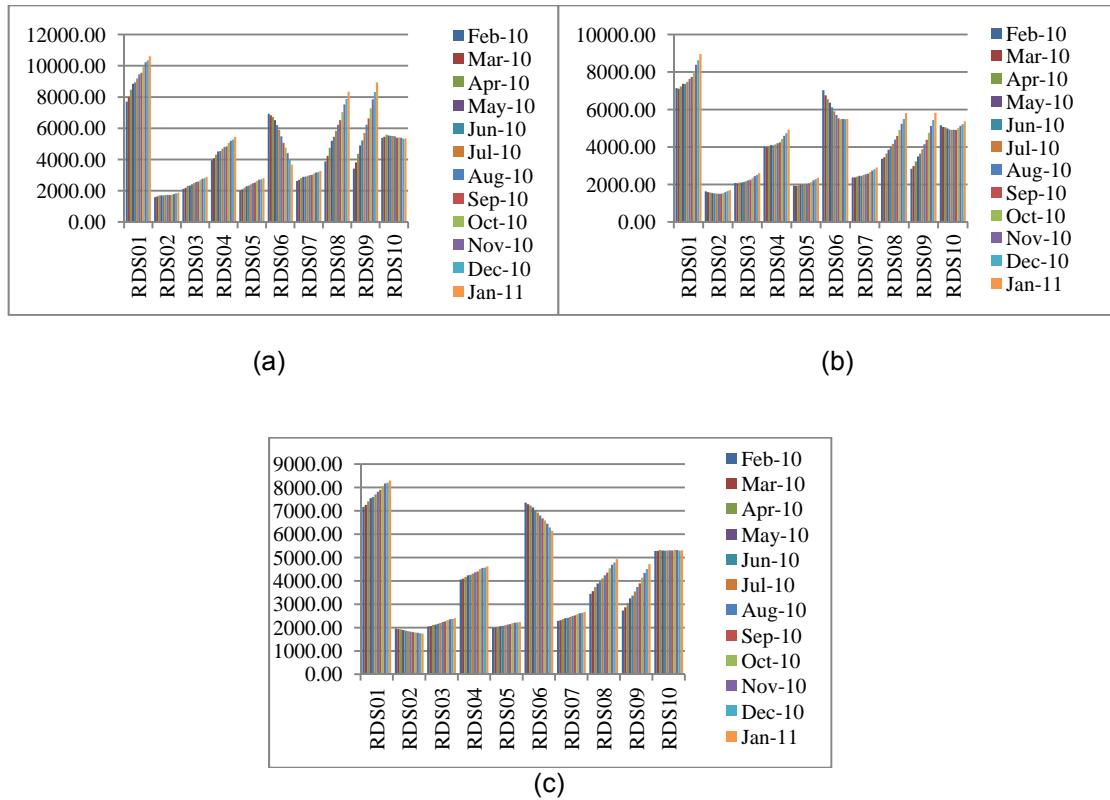 12000.00
10000.00
8000.00
6000.00
4000.00
2000.00
0.00
RDS01
RDS02
RDS03
RDS04
RDS05
RDS06
RDS07
RDS08
RDS09
RDS10
Feb-10
Mar-10
Apr-10
May-10
Jun-10
Jul-10
Aug-10
Sep-10
Oct-10
Nov-10
Dec-10
Jan-11
(a)
10000.00
8000.00
6000.00
4000.00
2000.00
0.00
RDS01
RDS02
RDS03
RDS04
RDS05
RDS06
RDS07
RDS08
RDS09
RDS10
Feb-10
Mar-10
Apr-10
May-10
Jun-10
Jul-10
Aug-10
Sep-10
Oct-10
Nov-10
Dec-10
Jan-11
(b)
9000.00
8000.00
7000.00
6000.00
5000.00
4000.00
3000.00
2000.00
1000.00
0.00
RDS01
RDS02
RDS03
RDS04
RDS05
RDS06
RDS07
RDS08
RDS09
RDS10
Feb-10
Mar-10
Apr-10
May-10
Jun-10
Jul-10
Aug-10
Sep-10
Oct-10
Nov-10
Dec-10
Jan-11
(c)